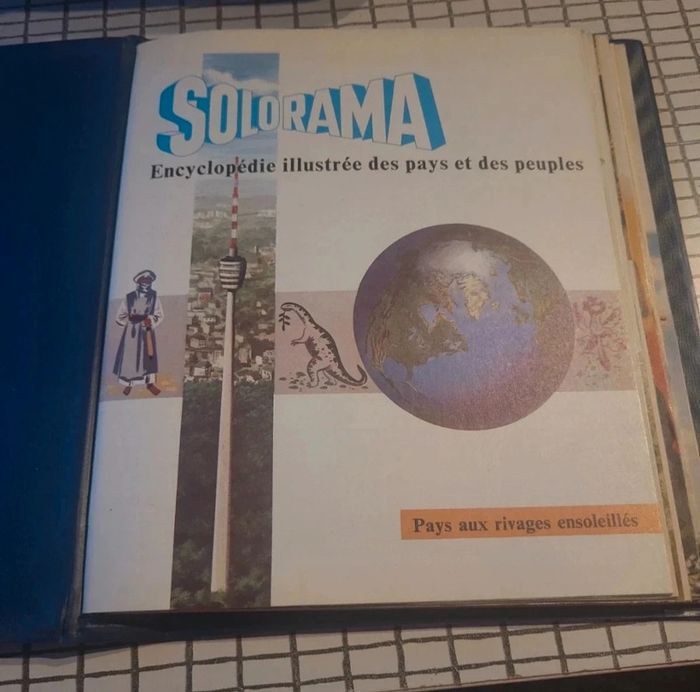 SOLORAMA
Encyclopédie illustrée des pays et des peuples
Pays aux rivages ensoleillés